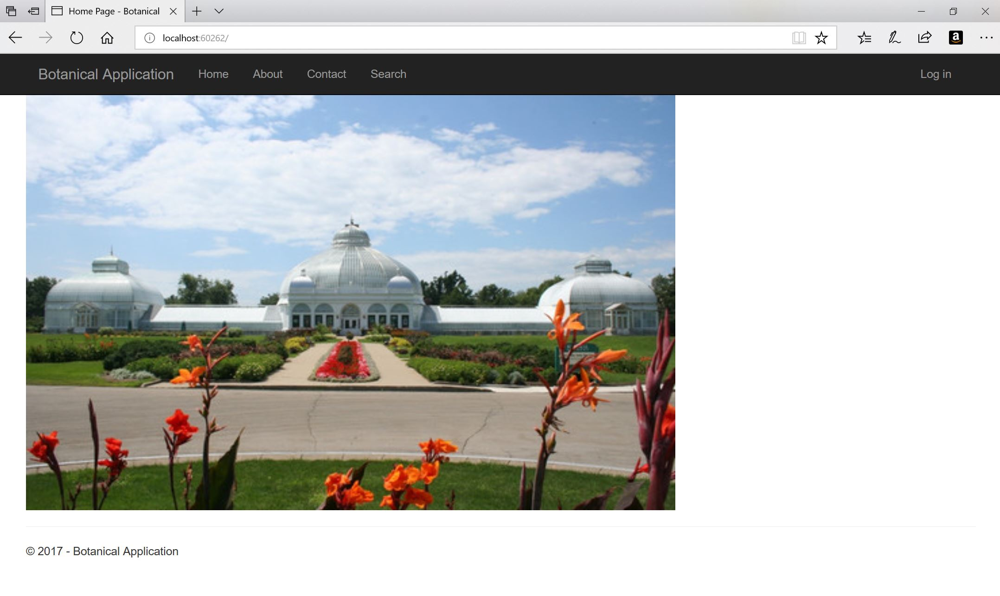 Home Page - Botanical
localhost:60262/
a
Botanical Application Home About Contact Search Log in
© 2017 - Botanical Application